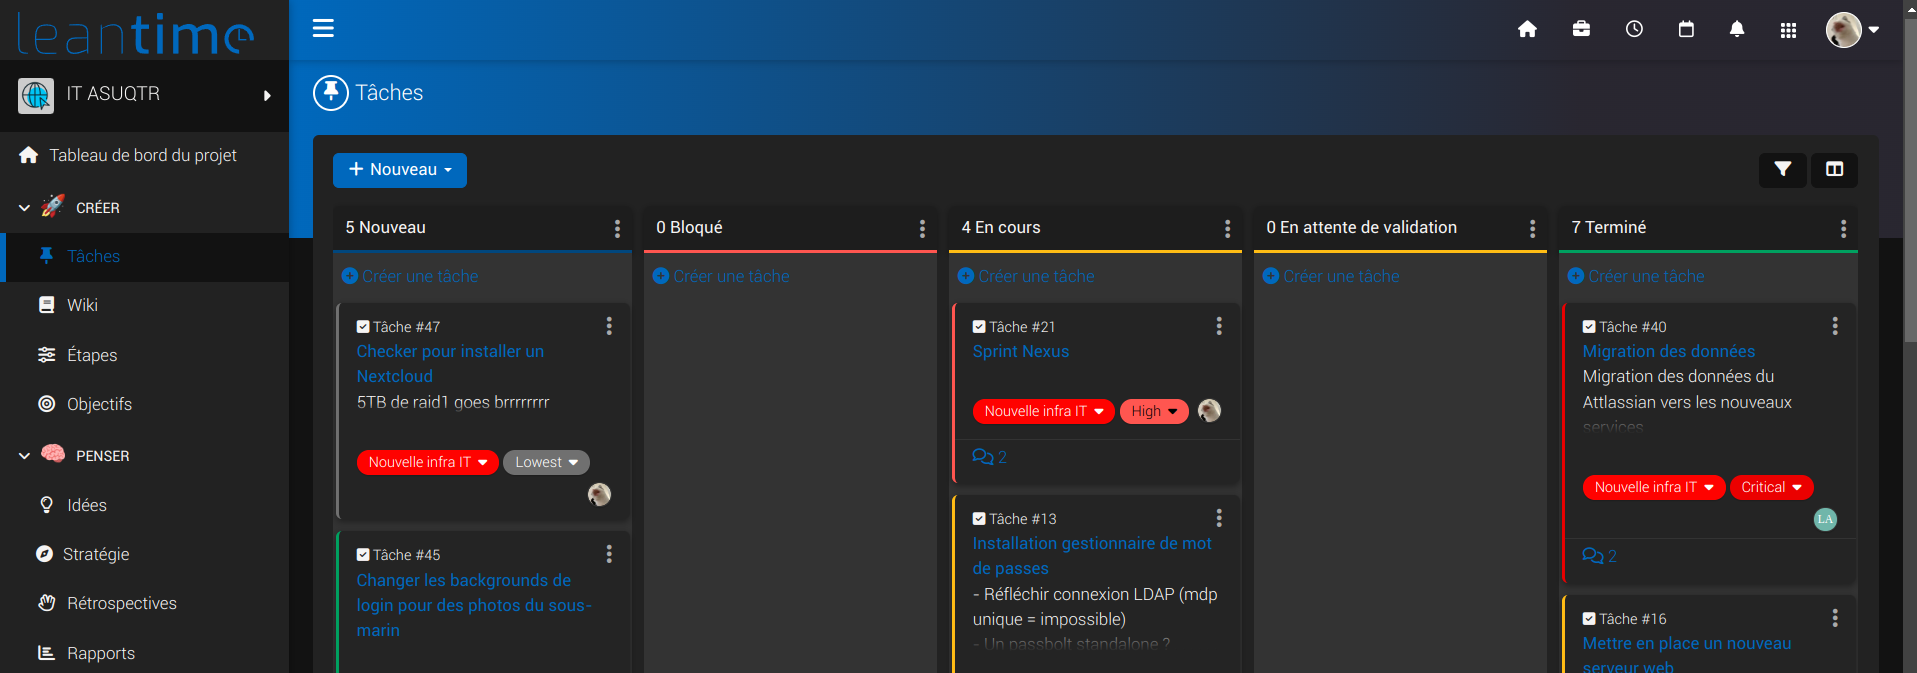 leantime
IT ASUQTR
Tableau de bord du projet
CRÉER
Tâches
Wiki
Étapes
Objectifs
PENSER
Idées
Stratégie
Rétrospectives
Rapports
Tâches
Nouveau
5 Nouveau
Créer une tâche
Tâche #47
Checker pour installer un
Nextcloud
5TB de raid1 goes brrrrrrr
Nouvelle infra IT
Lowest
Tâche #45
Changer les backgrounds de
login pour des photos du sous-
marin
0 Bloqué
Créer une tâche
4 En cours
Créer une tâche
Tâche #21
Sprint Nexus
Nouvelle infra IT
High
2
Tâche #13
Installation gestionnaire de mot
de passes
- Réfléchir connexion LDAP (mdp
unique = impossible)
- Un passbolt standalone ?
0 En attente de validation
Créer une tâche
7 Terminé
Créer une tâche
Tâche #40
Migration des données
Migration des données du
Attlassian vers les nouveaux
services
Nouvelle infra IT
Critical
LA
2
Tâche #16
Mettre en place un nouveau
serveur web